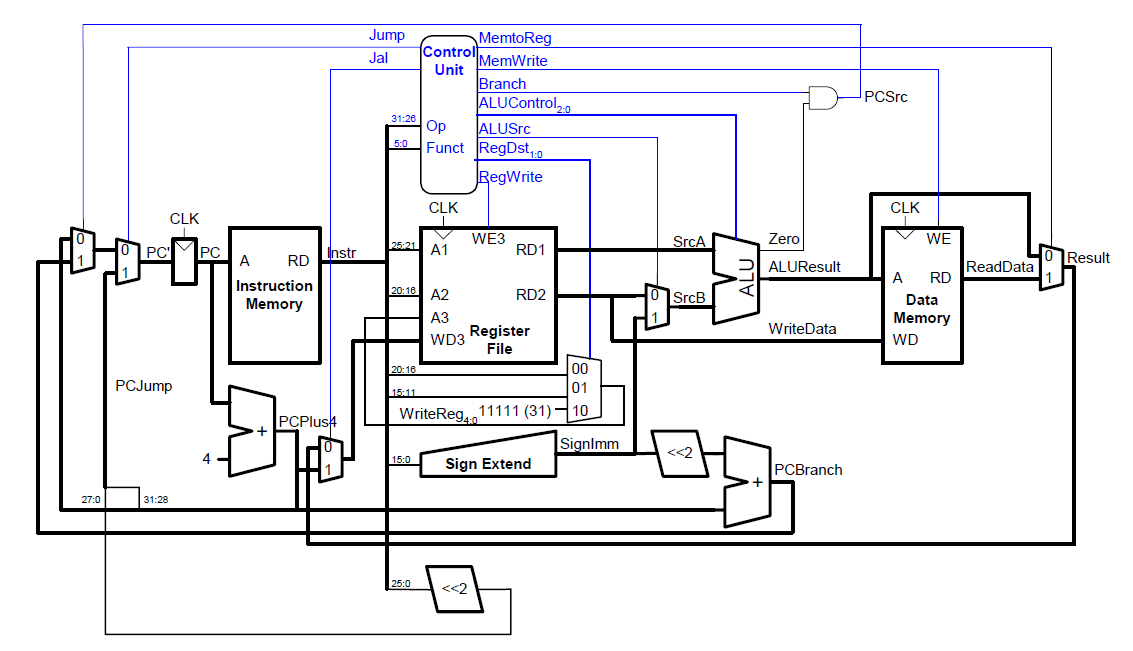 Jump
MemtoReg
Control
Unit
Jal
MemWrite
Branch
PCSrc
ALUControl2:0
31:26
Op
ALUSrc
5:0
Funct
RegDst1:0
RegWrite
CLK
CLK
CLK
0
1
0
1
PC'
PC
A
RD
Instr
Instruction
Memory
25:21
A1
WE3
RD1
SrcA
Zero
WE
20:16
A2
RD2
0
1
SrcB
ALU
ALUResult
A
RD
ReadData
0
1
Result
A3
Data
Memory
WD3
Register
File
WriteData
WD
20:16
00
15:11
01
PCJump
WriteReg4:0
11111 (31)
10
PCPlus4
+
4
0
1
15:0
Sign Extend
SignImm
<<2
PCBranch
+
27:0
31:28
25:0
<<2